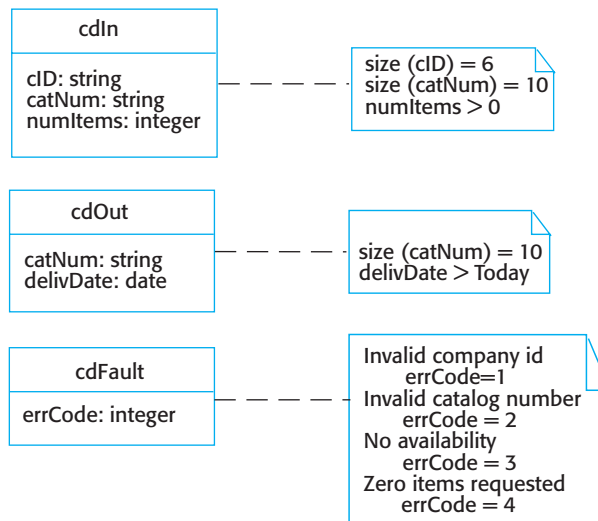 cdIn
cID: string
catNum: string
numItems: integer
size (cID) = 6
size (catNum) = 10
numItems > 0
cdOut
catNum: string
delivDate: date
size (catNum) = 10
delivDate > Today
cdFault
errCode: integer
Invalid company id
errCode=1
Invalid catalog number
errCode = 2
No availability
errCode = 3
Zero items requested
errCode = 4